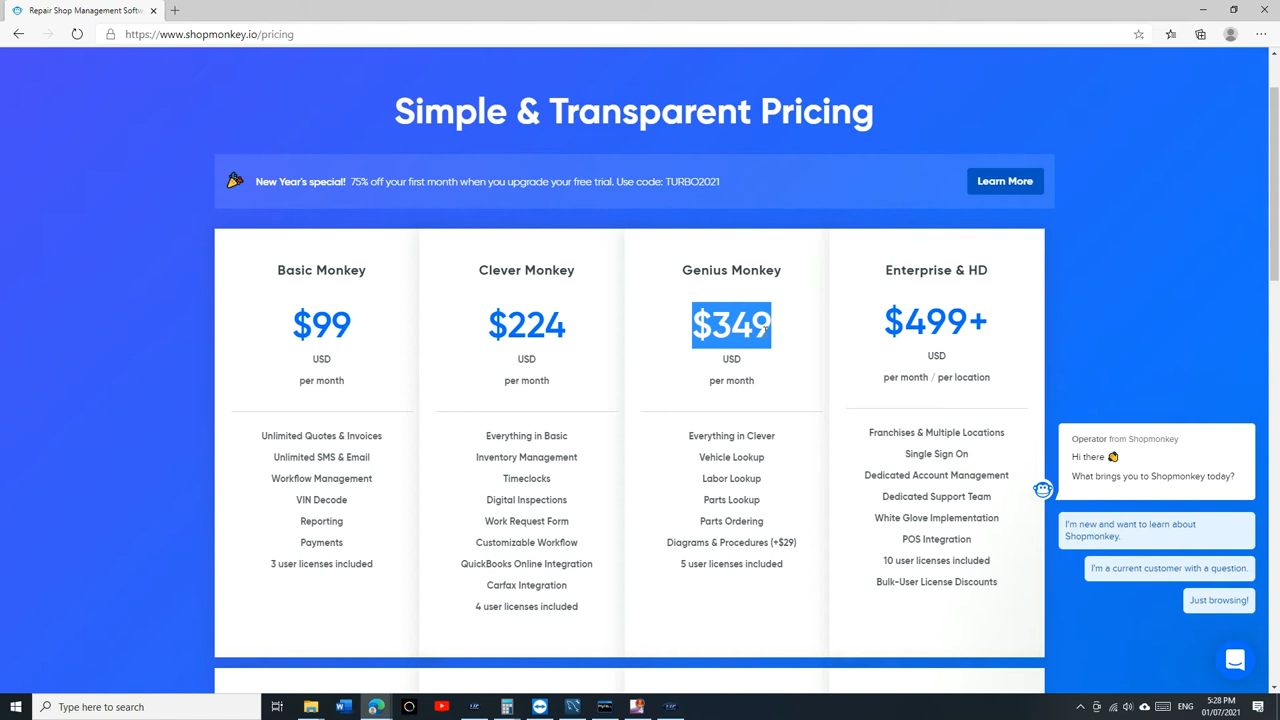 Repair Shop Management Softw
https://www.shopmonkey.io/pricing
Simple & Transparent Pricing
New Year's special! 75% off your first month when you upgrade your free trial. Use code: TURBO2021
Learn More
Basic Monkey
$99
USD
per month
Unlimited Quotes & Invoices
Unlimited SMS & Email
Workflow Management
VIN Decode
Reporting
Payments
3 user licenses included
Clever Monkey
$224
USD
per month
Everything in Basic
Inventory Management
Timeclocks
Digital Inspections
Work Request Form
Customizable Workflow
QuickBooks Online Integration
Carfax Integration
4 user licenses included
Genius Monkey
$349
USD
per month
Everything in Clever
Vehicle Lookup
Labor Lookup
Parts Lookup
Parts Ordering
Diagrams & Procedures (+$29)
5 user licenses included
Enterprise & HD
$499+
USD
per month / per location
Franchises & Multiple Locations
Single Sign On
Dedicated Account Management
Dedicated Support Team
White Glove Implementation
POS Integration
10 user licenses included
Bulk-User License Discounts
Operator from Shopmonkey
Hi there
What brings you to Shopmonkey today?
I'm new and want to learn about
Shopmonkey.
I'm a current customer with a question.
Just browsing!
Type here to search
ENG
5:28 PM
01/07/2021